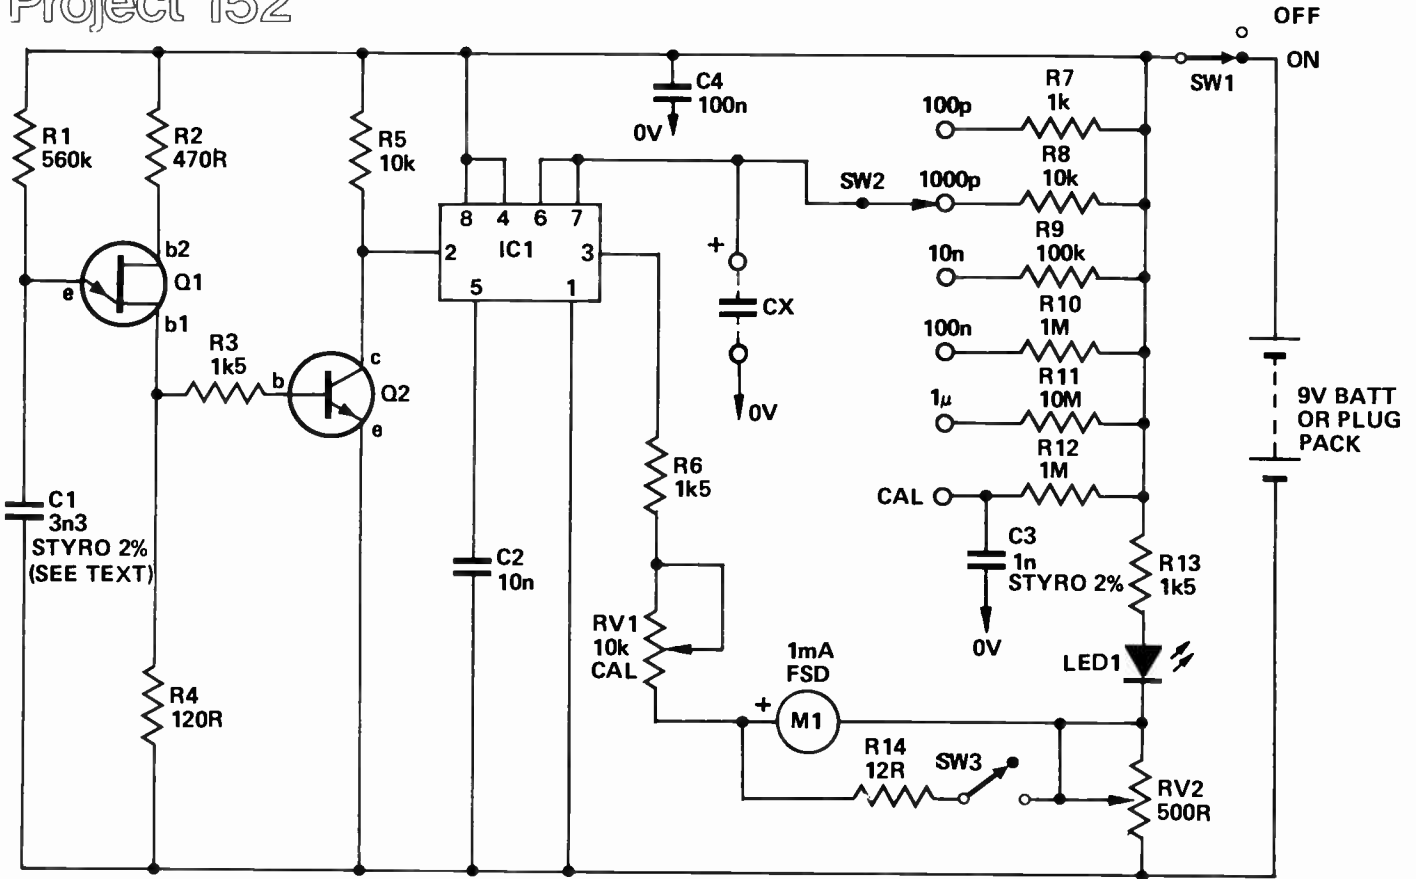 Project 152
OFF
ON
SW1
R1
560k
R2
470R
R5
10k
C4
100n
0V
100p
R7
1k
SW2
1000p
R8
10k
10n
R9
100k
100n
R10
1M
1µ
R11
10M
CAL
R12
1M
8 4 6 7
IC1
2
3
5
1
b2
Q1
e
b1
R3
1k5
b
c
Q2
e
+
CX
0V
9V BATT
OR PLUG
PACK
C1
3n3
STYRO 2%
(SEE TEXT)
C2
10n
R6
1k5
C3
1n
STYRO 2%
0V
R13
1k5
RV1
10k
CAL
1mA
FSD
+
M1
LED1
R4
120R
R14
12R
SW3
RV2
500R